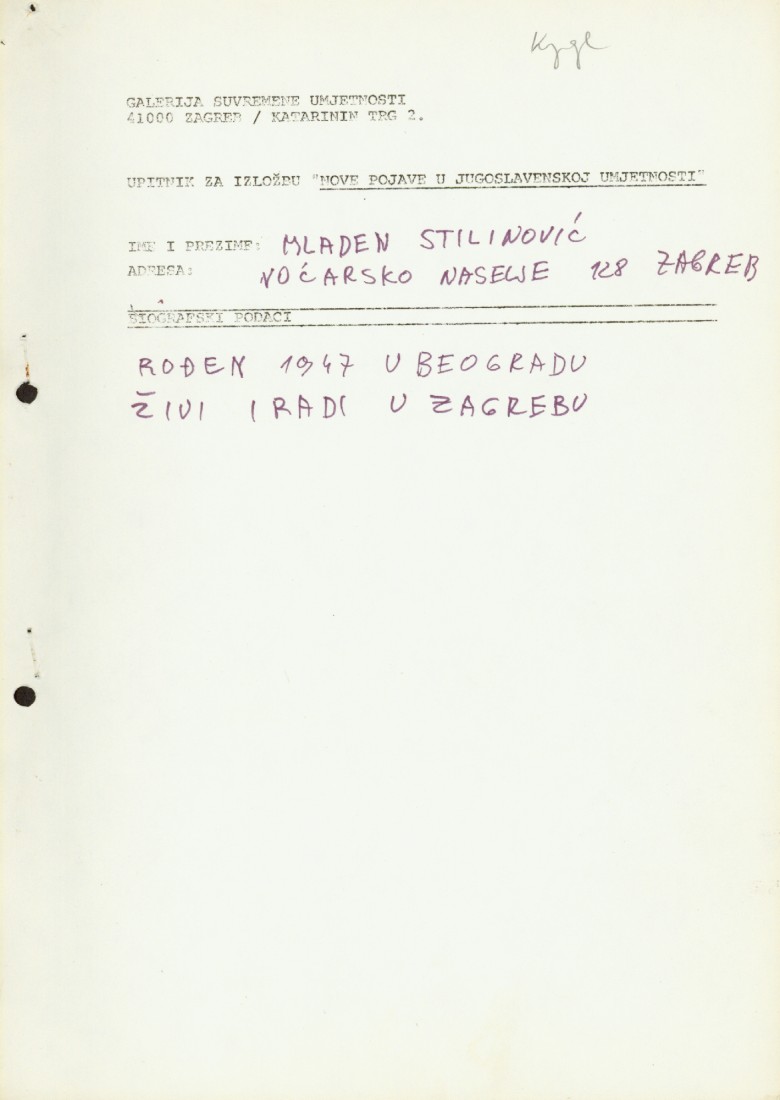 GALERIJA SUVREMENE UMJETNOSTI
41000 ZAGREB / KATARININ TRG 2.
UPITNIK ZA IZLOŽBU "NOVE POJAVE U JUGOSLAVENSKOJ UMJETNOSTI"
IME I PREZIME: MLADEN STILINOVIĆ
ADRESA: VOĆARSKO NASELJE 128 ZAGREB
BIOGRAFSKI PODACI
ROĐEN 1947 U BEOGRADU
ŽIVI I RADI U ZAGREBU